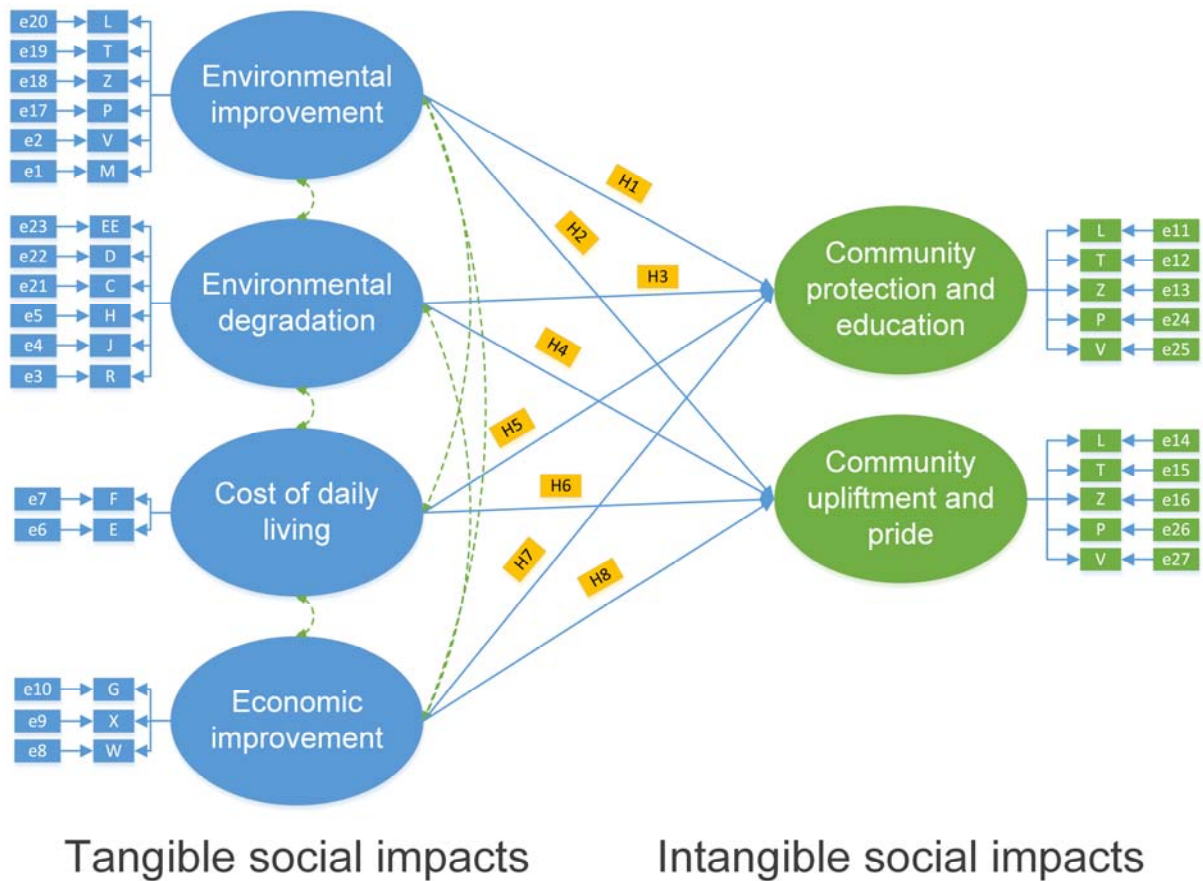 e20 L
e19 T
e18 Z
e17 P
e2 V
e1 M
Environmental
improvement
e23 EE
e22 D
e21 C
e5 H
e4 J
e3 R
Environmental
degradation
e7 F
e6 E
Cost of daily
living
e10 G
e9 X
e8 W
Economic
improvement
H1
H2
H3
H4
H5
H6
H7
H8
Community
protection and
education
L e11
T e12
Z e13
P e24
V e25
Community
upliftment and
pride
L e14
T e15
Z e16
P e26
V e27
Tangible social impacts
Intangible social impacts